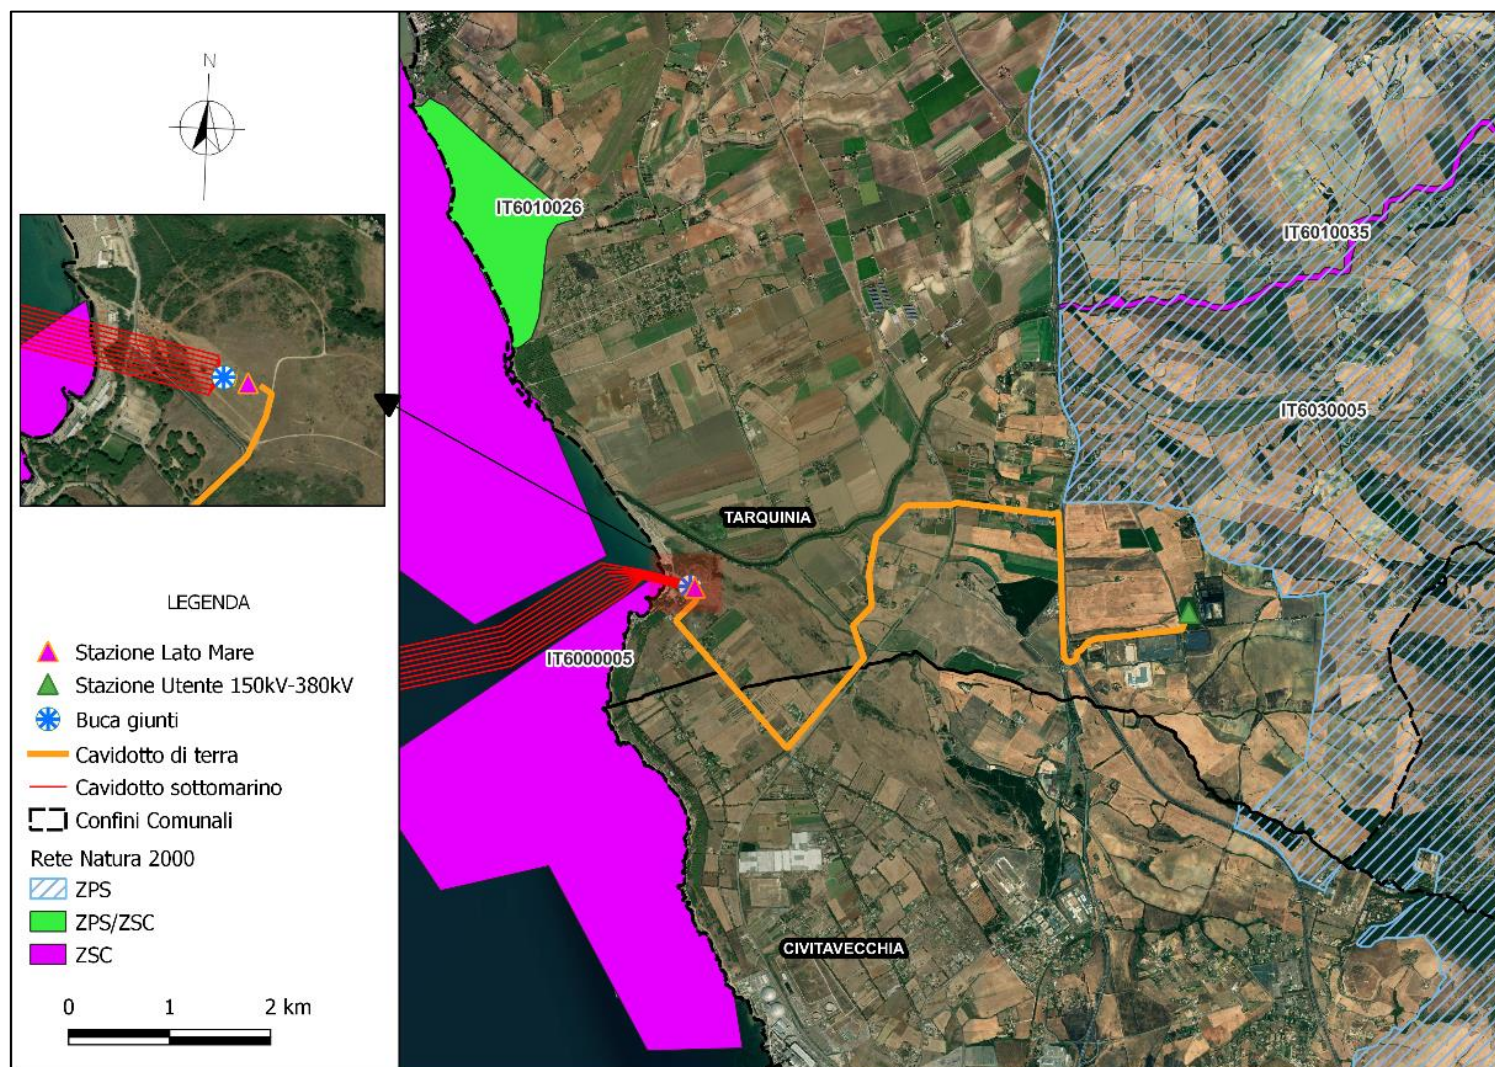 N
LEGENDA
Stazione Lato Mare
Stazione Utente 150kV-380kV
Buca giunti
Cavidotto di terra
Cavidotto sottomarino
Confini Comunali
Rete Natura 2000
ZPS
ZPS/ZSC
ZSC
0 1 2 km
IT6010026
IT6010035
IT6030005
TARQUINIA
IT6000005
CIVITAVECCHIA